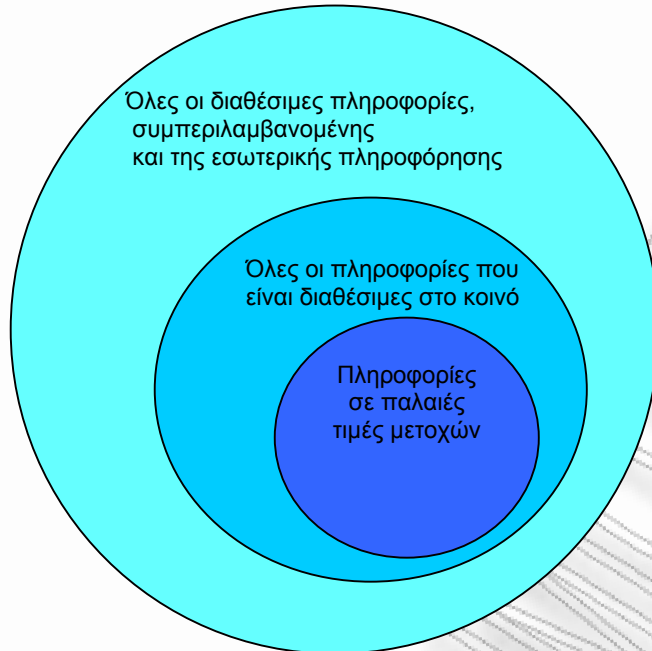 Όλες οι διαθέσιμες πληροφορίες,
συμπεριλαμβανομένης
και της εσωτερικής πληροφόρησης
Όλες οι πληροφορίες που
είναι διαθέσιμες στο κοινό
Πληροφορίες
σε παλαιές
τιμές μετοχών